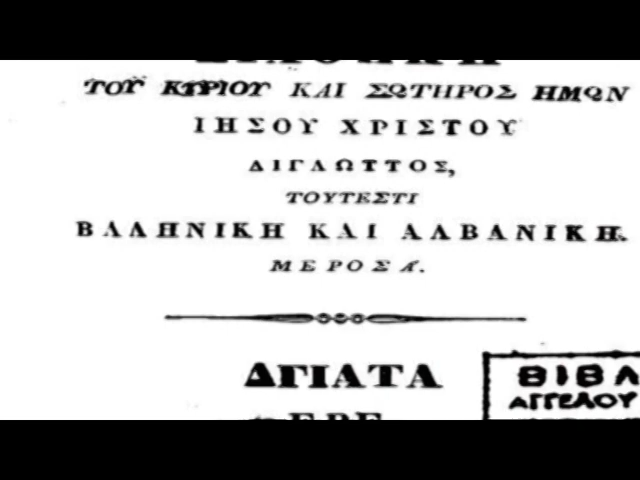 ΤΟΥ ΚΥΡΙΟΥ ΚΑΙ ΣΩΤΗΡΟΣ ΗΜΩΝ
ΙΗΣΟΥ ΧΡΙΣΤΟΥ
ΔΙΓΛΩΤΤΟΣ,
ΤΟΥΤΕΣΤΙ
ΕΛΛΗΝΙΚΗ ΚΑΙ ΑΛΒΑΝΙΚΗ.
ΜΕΡΟΣ Α.
ΔΓΙΑΤΑ
ΒΙΒΛ
ΑΓΓΕΛΟΥ